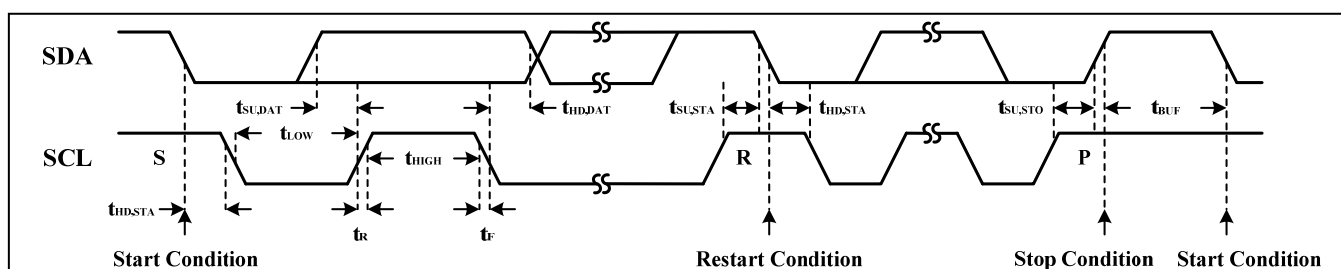 SDA
tSU,DAT tHD,DAT tSU,STA tHD,STA tSU,STO tBUF
tLOW
SCL S tHIGH R P
tHD,STA
tR tF
Start Condition Restart Condition Stop Condition Start Condition